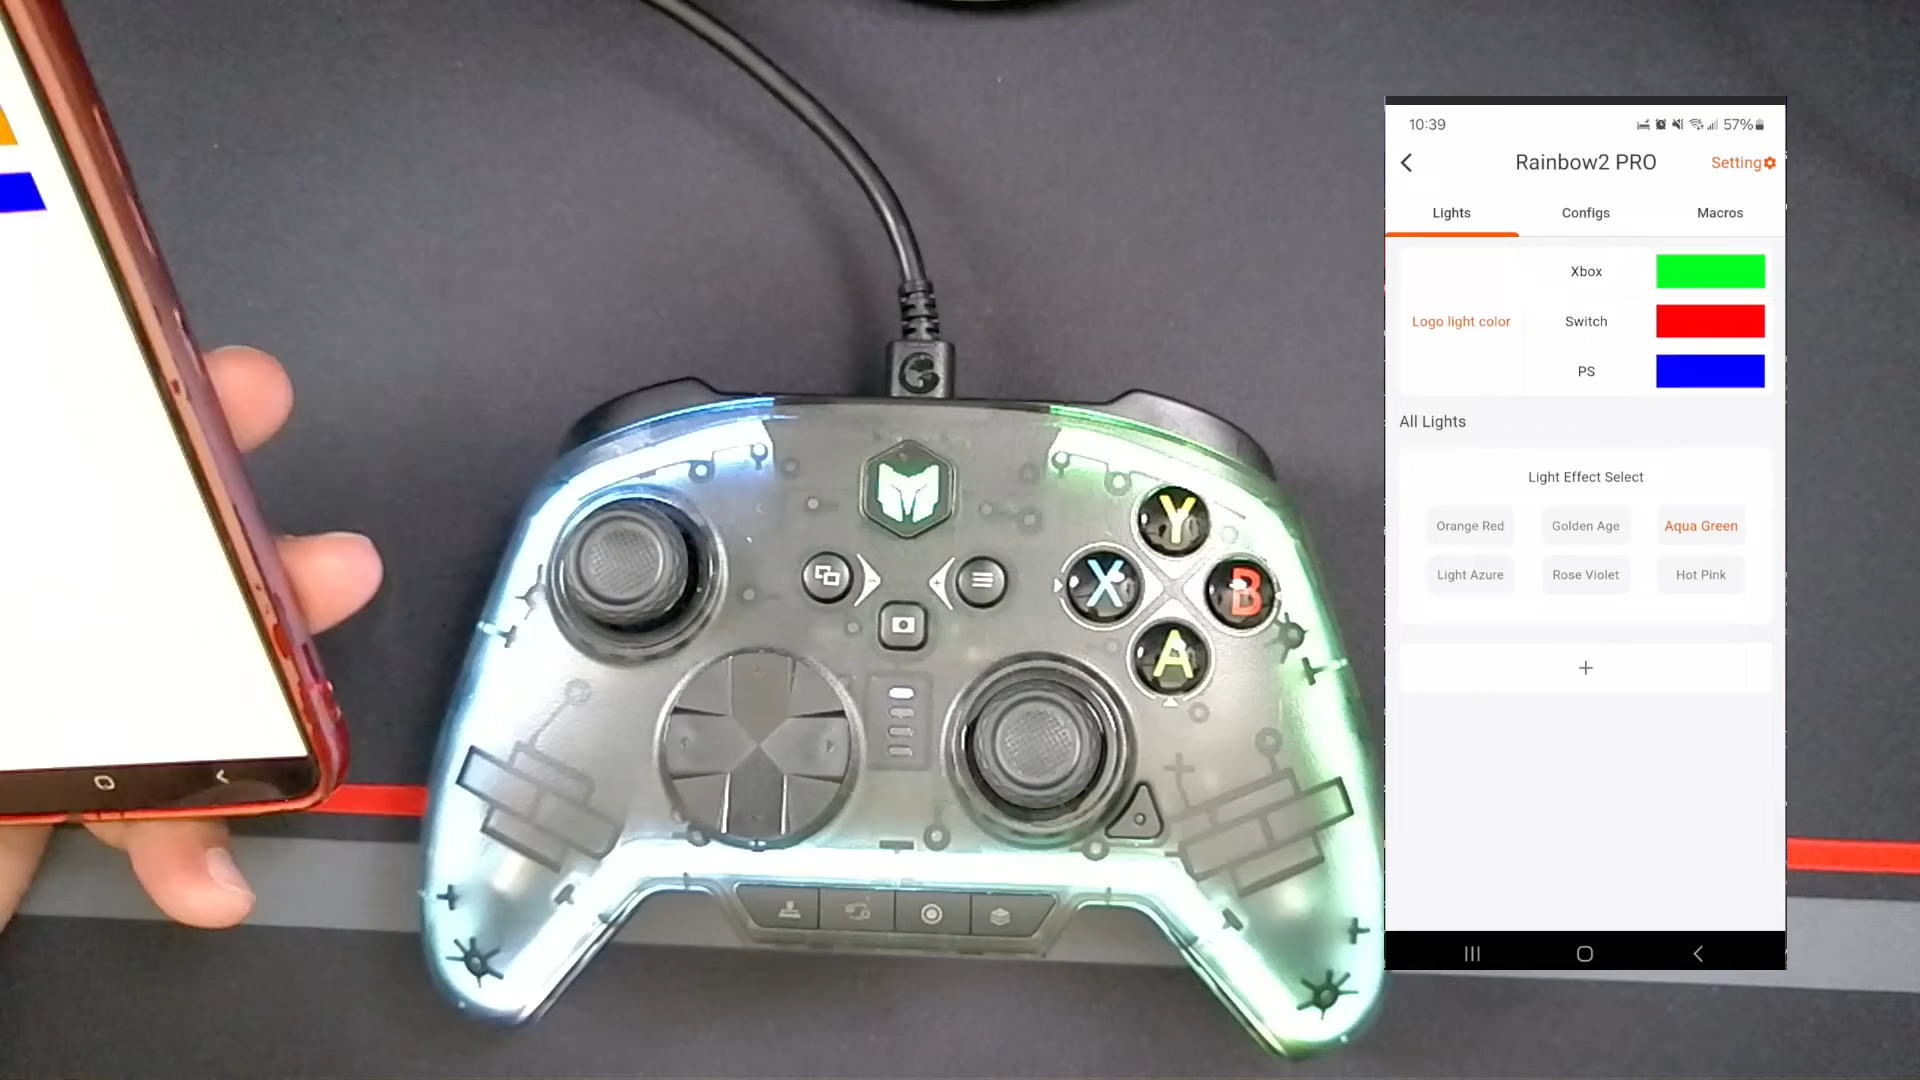 10:39
57%
Rainbow2 PRO
Setting
Lights
Configs
Macros
Xbox
Logo light color
Switch
PS
All Lights
Light Effect Select
Orange Red
Golden Age
Aqua Green
Light Azure
Rose Violet
Hot Pink
+
Y
X
B
A